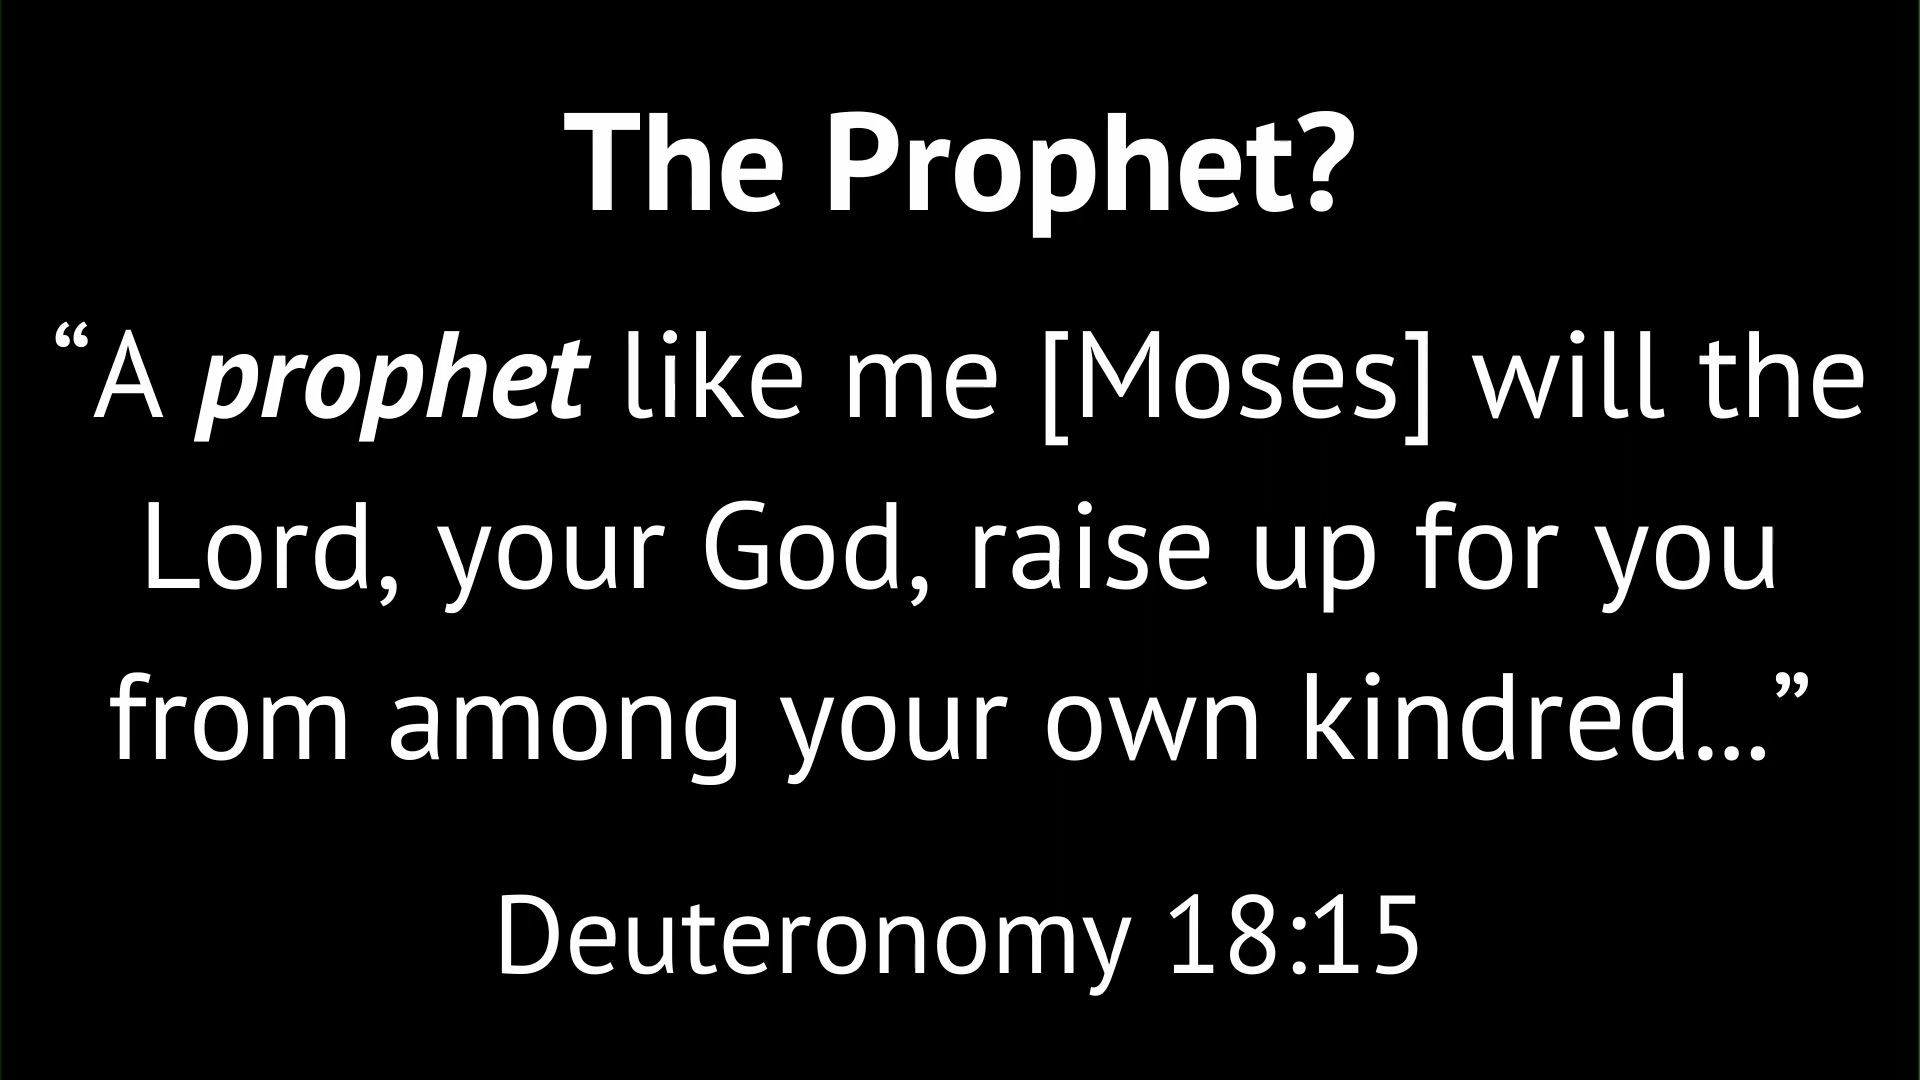 The Prophet?
“A prophet like me [Moses] will the
Lord, your God, raise up for you
from among your own kindred...”
Deuteronomy 18:15